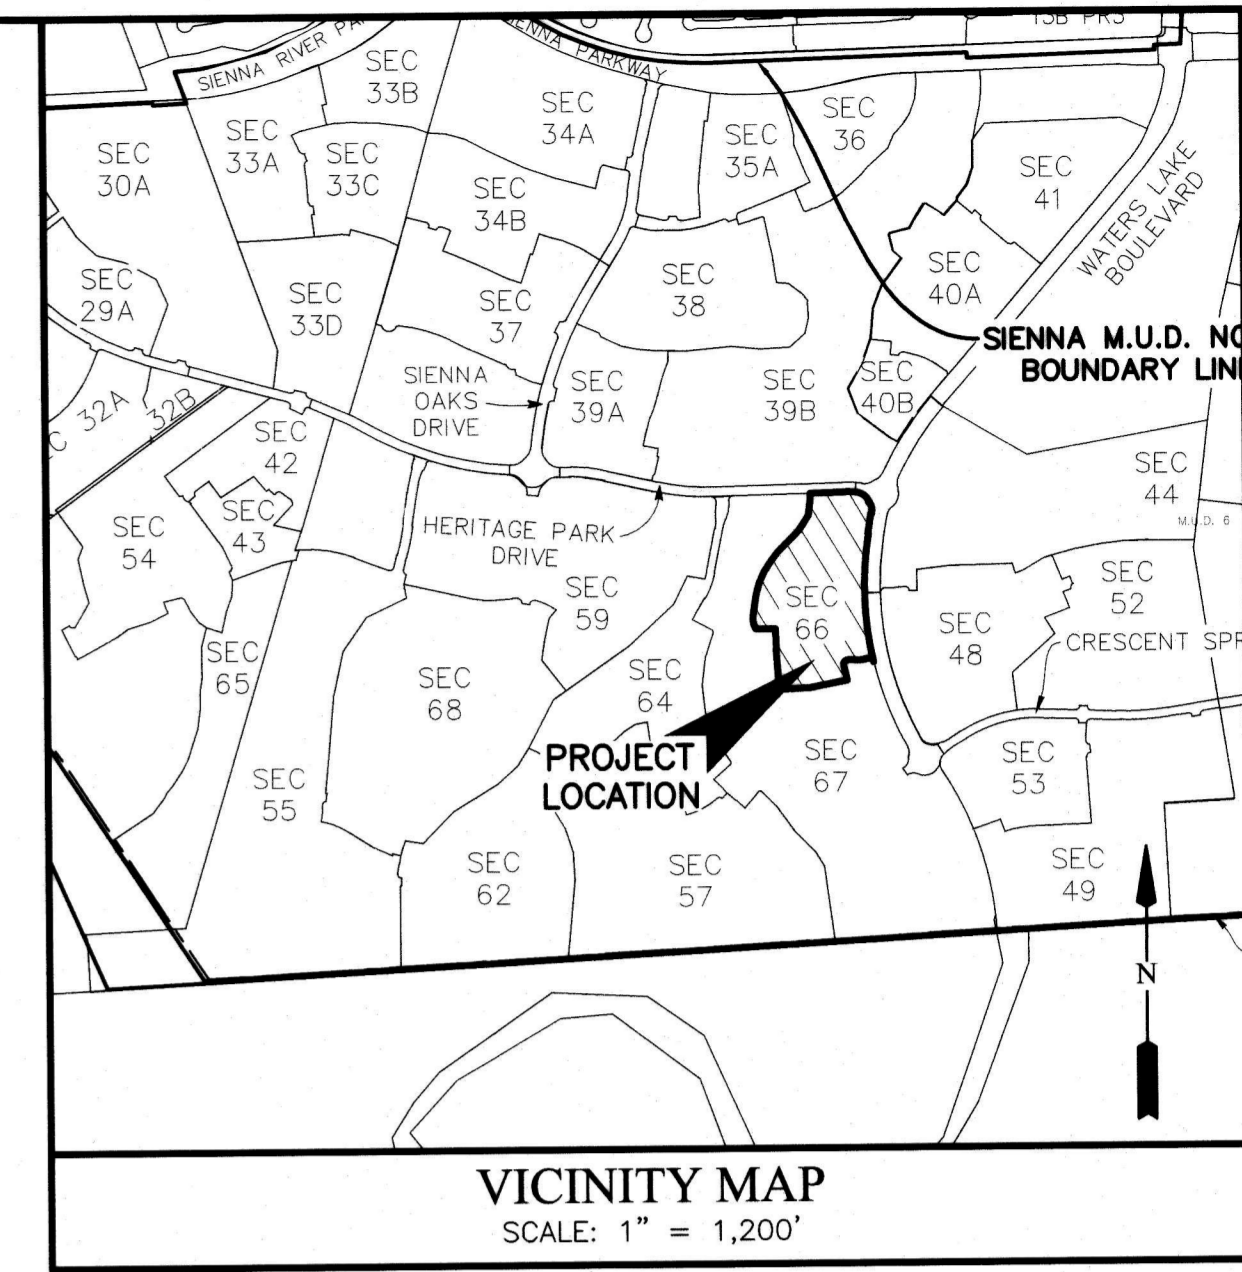 13B PRS
SIENNA RIVER
SIENNA PARKWAY
SEC
33B
SEC
34A
SEC
36
SEC
33A
SEC
35A
SEC
30A
SEC
33C
SEC
41
SEC
34B
WATERS LAKE
BOULEVARD
SEC
29A
SEC
33D
SEC
37
SEC
38
SEC
40A
SIENNA M.U.D.
BOUNDARY
SIENNA
OAKS
DRIVE
SEC
39A
SEC
39B
SEC
40B
32A
32B
SEC
42
SEC
44
M.U.D. 6
SEC
43
SEC
54
HERITAGE PARK
DRIVE
SEC
59
SEC
66
SEC
52
SEC
48
CRESCENT
SEC
65
SEC
68
SEC
64
PROJECT
LOCATION
SEC
67
SEC
53
SEC
55
SEC
62
SEC
57
SEC
49
N
VICINITY MAP
SCALE: 1" = 1,200'